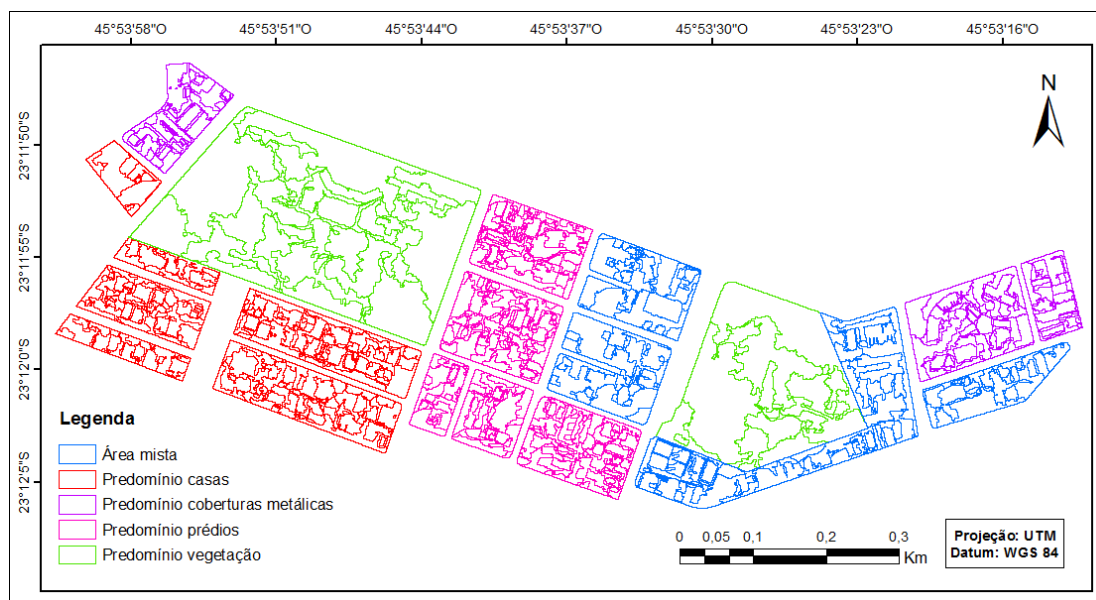 45°53'58"O 45°53'51"O 45°53'44"O 45°53'37"O 45°53'30"O 45°53'23"O 45°53'16"O
23°11'50"S
23°11'55"S
23°12'0"S
23°12'5"S
N
Legenda
Área mista
Predomínio casas
Predomínio coberturas metálicas
Predomínio prédios
Predomínio vegetação
0 0,05 0,1 0,2 0,3
Km
Projeção: UTM
Datum: WGS 84